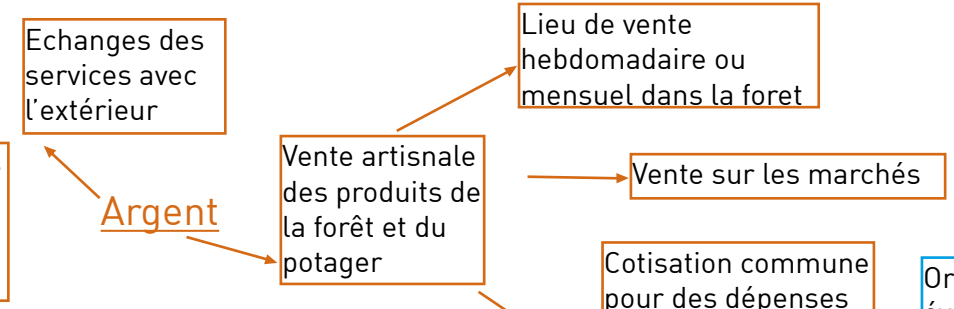 Echanges des
services avec
l'extérieur
Lieu de vente
hebdomadaire ou
mensuel dans la foret
Argent
Vente artisnale
des produits de
la forêt et du
potager
Vente sur les marchés
Cotisation commune
pour des dépenses